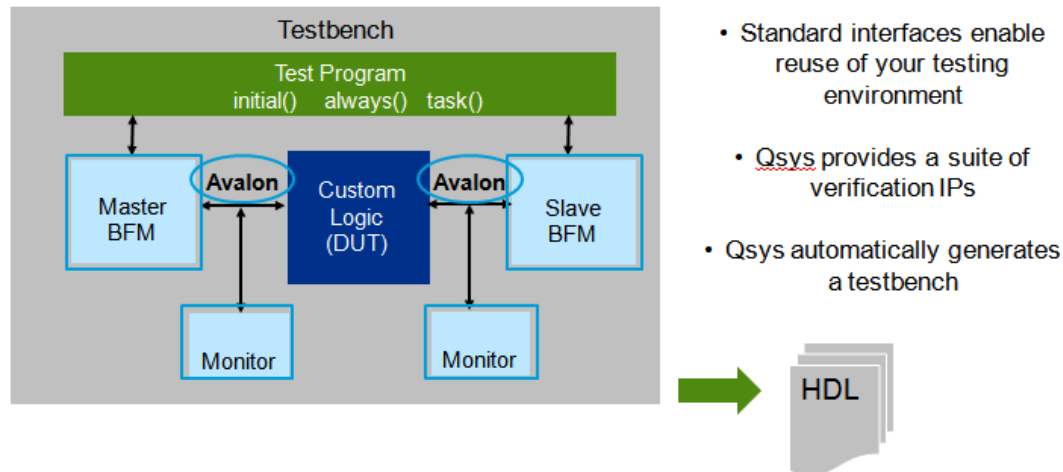 Testbench
Test Program
initial() always() task()
Master
BFM
Avalon
Custom
Logic
(DUT)
Avalon
Slave
BFM
Monitor
Monitor
• Standard interfaces enable
reuse of your testing
environment
• Qsys provides a suite of
verification IPs
• Qsys automatically generates
a testbench
HDL